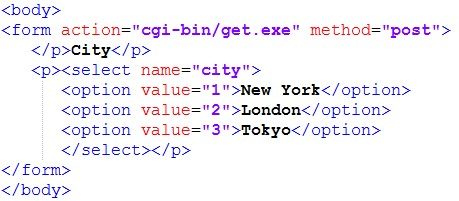 <body>
<form action="cgi-bin/get.exe" method="post">
</p>City</p>
<p><select name="city">
<option value="1">New York</option>
<option value="2">London</option>
<option value="3">Tokyo</option>
</select></p>
</form>
</body>